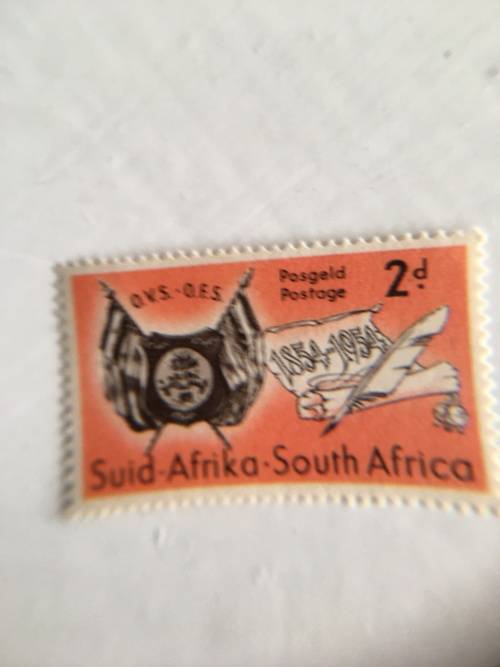 O.V.S. - O.F.S.
Posgeld
Postage
2d
1854-1954
Suid-Afrika · South Africa